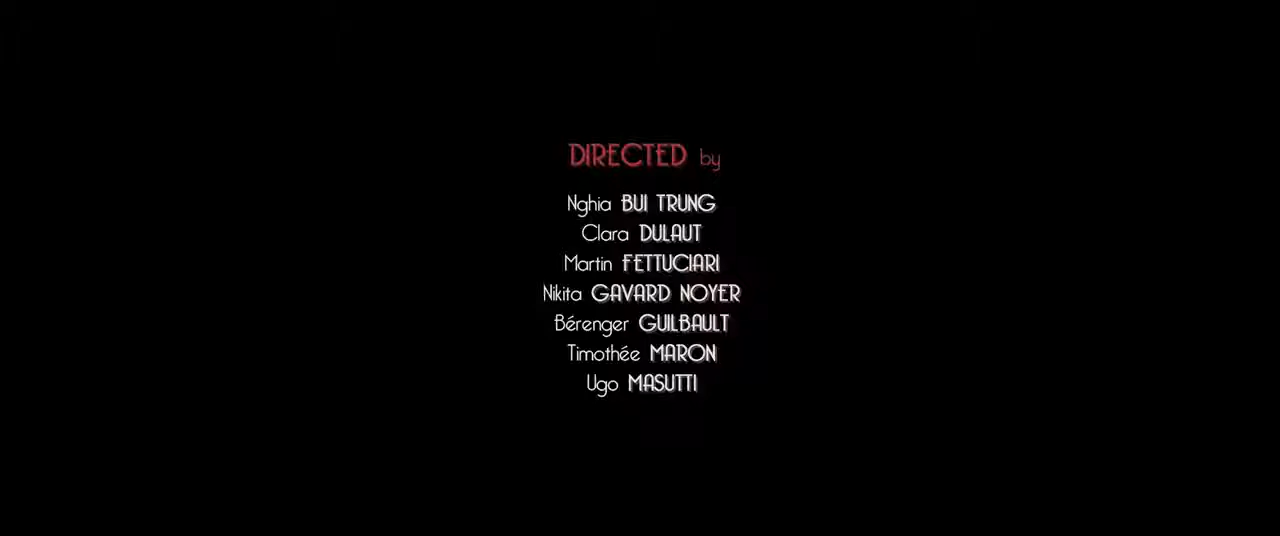 DIRECTED by
Nghia BUI TRUNG
Clara DULAUT
Martin FETTUCIARI
Nikita GAVARD NOYER
Bérenger GUILBAULT
Timothée MARON
Ugo MASUTTI